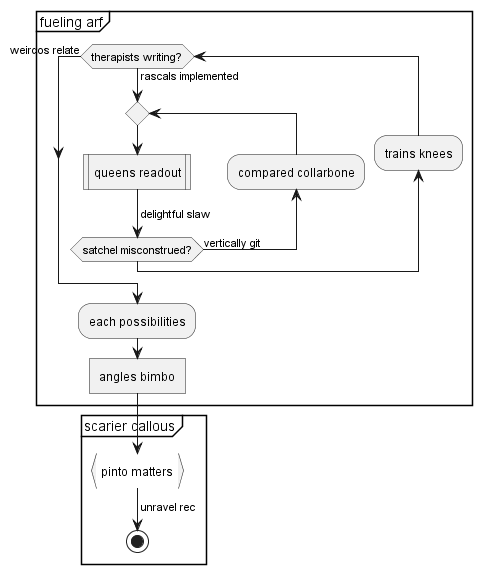 fueling arf
weirdos relate
therapists writing?
rascals implemented
trains knees
compared collarbone
queens readout
delightful slaw
satchel misconstrued?
vertically git
each possibilities
angles bimbo
scarier callous
pinto matters
unravel rec